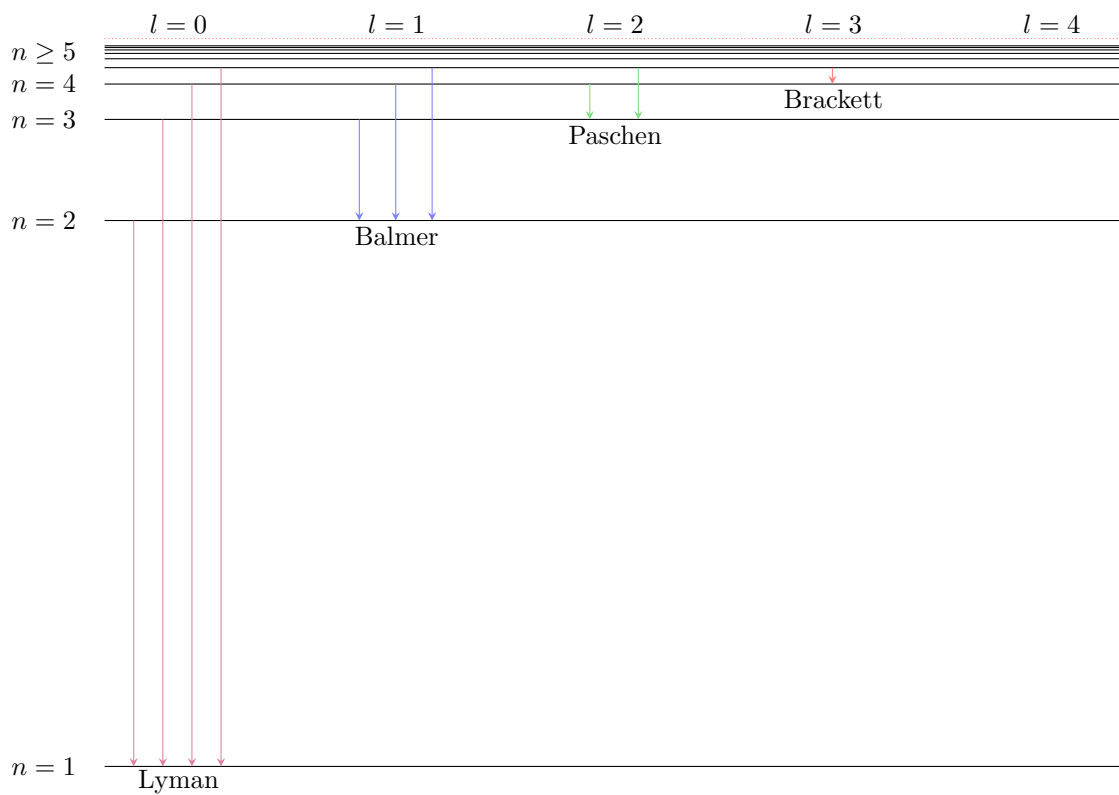 l = 0 l = 1 l = 2 l = 3 l = 4
n ≥ 5
n = 4
Brackett
n = 3
Paschen
n = 2
Balmer
n = 1
Lyman